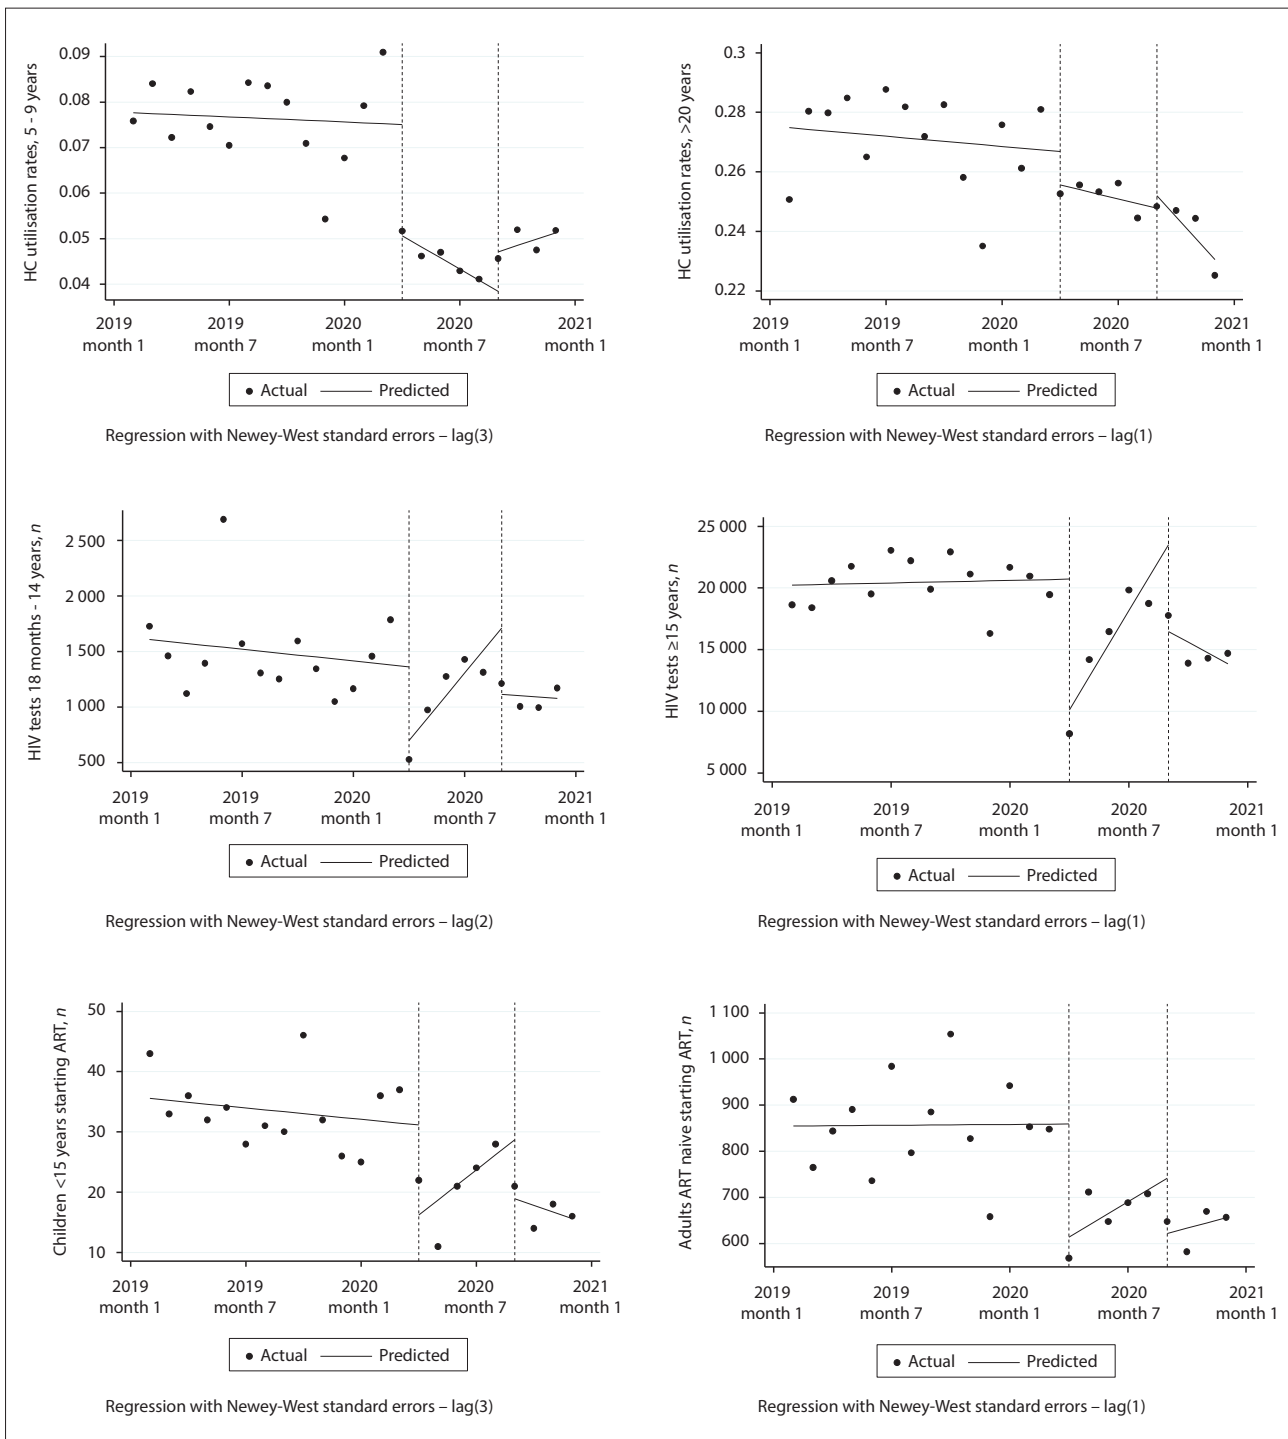 HC utilisation rates, 5 - 9 years
0.09
0.08
0.07
0.06
0.05
0.04
2019
month 1
2019
month 7
2020
month 1
2020
month 7
2021
month 1
Actual Predicted
Regression with Newey-West standard errors – lag(3)
HC utilisation rates, >20 years
0.3
0.28
0.26
0.24
0.22
2019
month 1
2019
month 7
2020
month 1
2020
month 7
2021
month 1
Actual Predicted
Regression with Newey-West standard errors – lag(1)
HIV tests 18 months - 14 years, n
2 500
2 000
1 500
1 000
500
2019
month 1
2019
month 7
2020
month 1
2020
month 7
2021
month 1
Actual Predicted
Regression with Newey-West standard errors – lag(2)
HIV tests ≥15 years, n
25 000
20 000
15 000
10 000
5 000
2019
month 1
2019
month 7
2020
month 1
2020
month 7
2021
month 1
Actual Predicted
Regression with Newey-West standard errors – lag(1)
Children <15 years starting ART, n
50
40
30
20
10
2019
month 1
2019
month 7
2020
month 1
2020
month 7
2021
month 1
Actual Predicted
Regression with Newey-West standard errors – lag(3)
Adults ART naive starting ART, n
1 100
1 000
900
800
700
600
2019
month 1
2019
month 7
2020
month 1
2020
month 7
2021
month 1
Actual Predicted
Regression with Newey-West standard errors – lag(1)